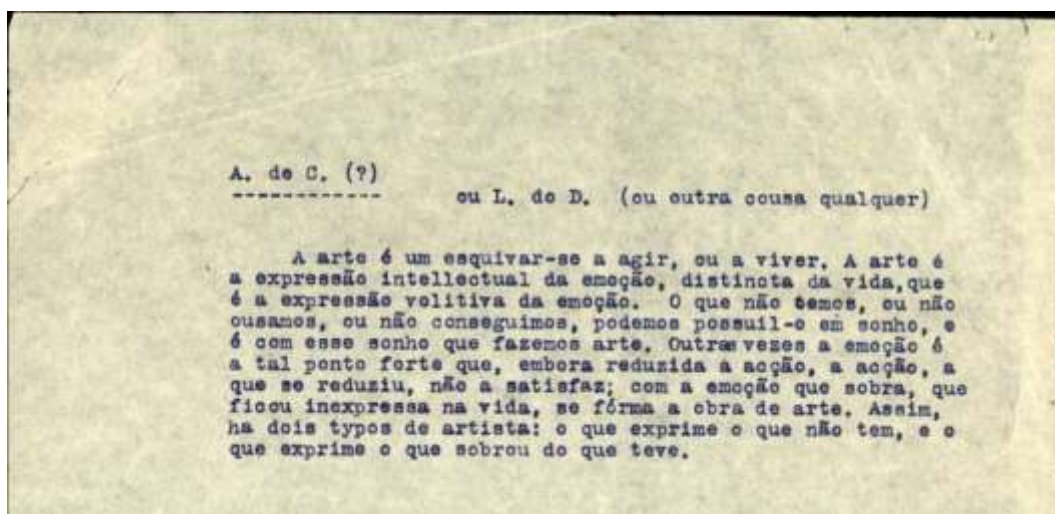 A. de C. (?)
------------
ou L. do D. (ou outra cousa qualquer)
A arte é um esquivar-se a agir, ou a viver. A arte é
a expressão intellectual da emoção, distincta da vida,que
é a expressão volitiva da emoção. O que não temos, ou não
ousamos, ou não conseguimos, podemos possuil-o em sonho, e
é com esse sonho que fazemos arte. Outras vezes a emoção é
a tal ponto forte que, embora reduzida a acção, a acção, a
que se reduziu, não a satisfaz; com a emoção que sobra, que
ficou inexpressa na vida, se fórma a obra de arte. Assim,
ha dois typos de artista: o que exprime o que não tem, e o
que exprime o que sobrou do que teve.